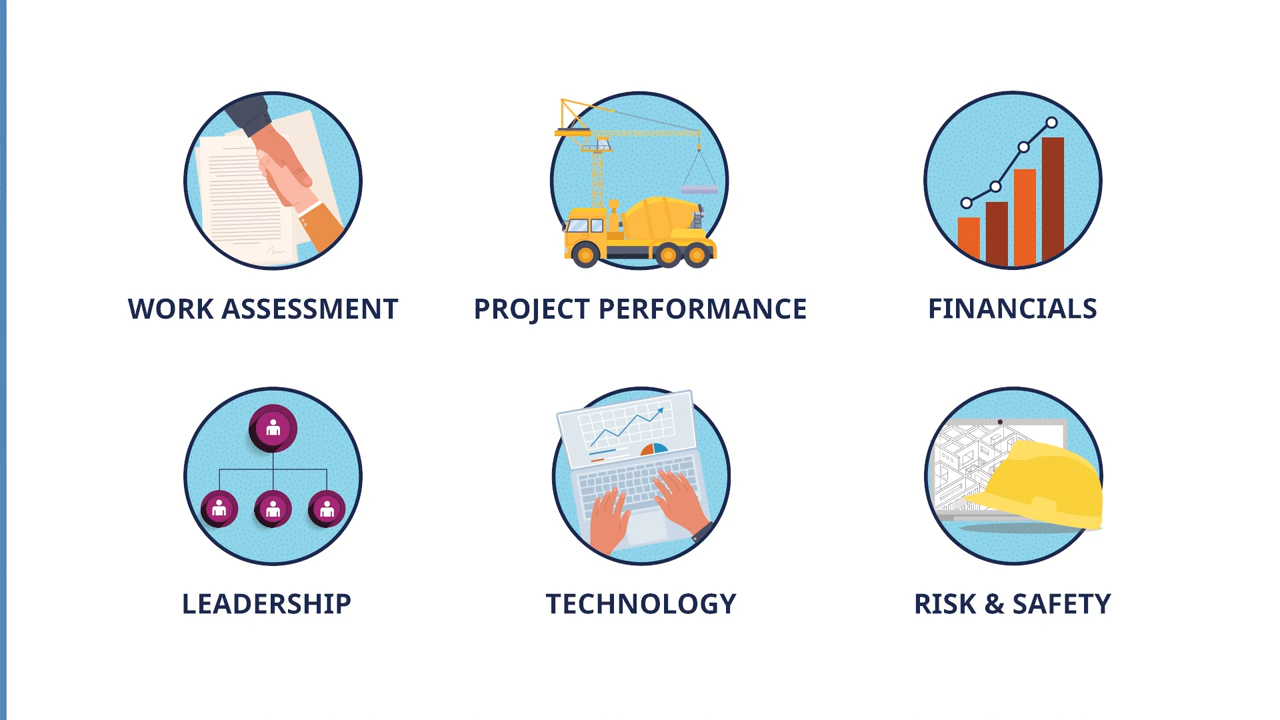 WORK ASSESSMENT
PROJECT PERFORMANCE
FINANCIALS
LEADERSHIP
TECHNOLOGY
RISK & SAFETY